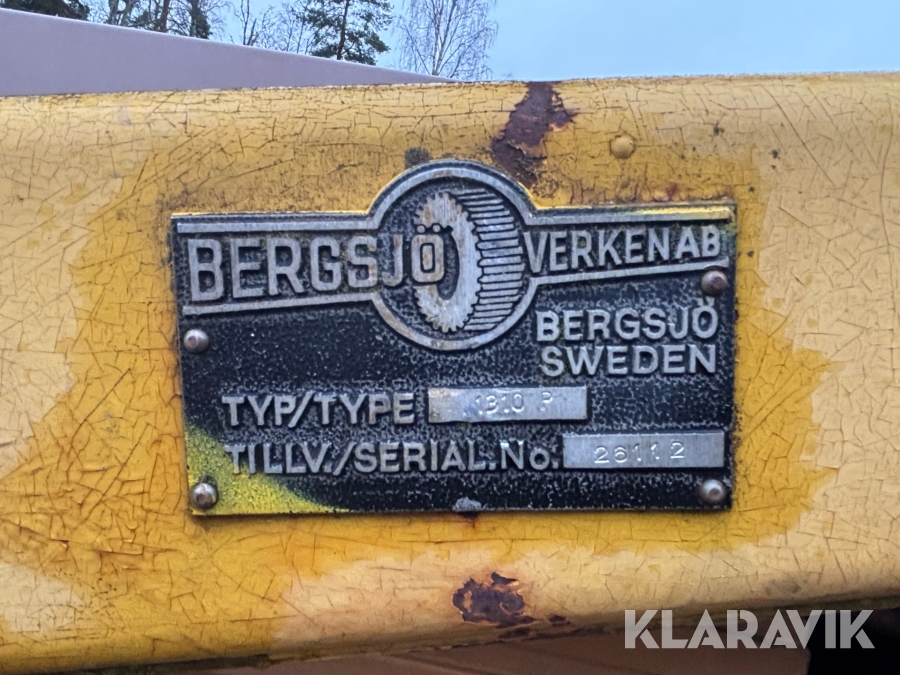 BERGSJÖ VERKEN AB
BERGSJÖ
SWEDEN
TYP/TYPE 1310 P
TILLV./SERIAL.No. 26112
KLARAVIK